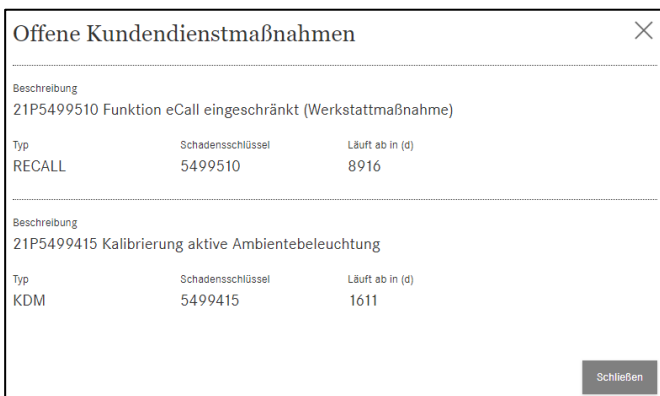 Offene Kundendienstmaßnahmen
Beschreibung
21P5499510 Funktion eCall eingeschränkt (Werkstattmaßnahme)
Typ Schadensschlüssel Läuft ab in (d)
RECALL 5499510 8916
Beschreibung
21P5499415 Kalibrierung aktive Ambientebeleuchtung
Typ Schadensschlüssel Läuft ab in (d)
KDM 5499415 1611
Schließen